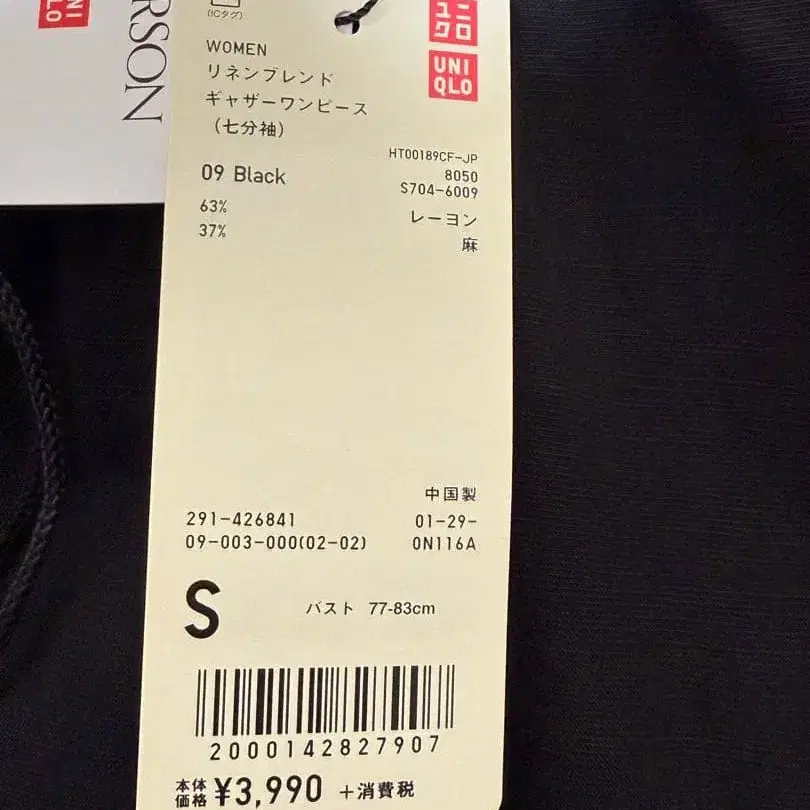 UNI
QLO
RSON
(ICタグ)
ユニ
クロ
UNI
QLO
WOMEN
リネンブレンド
ギャザーワンピース
(七分袖)
HT00189CF-JP
09 Black
8050
S704-6009
63%
レーヨン
37%
麻
中国製
291-426841
01-29-
09-003-000(02-02)
0N116A
S
バスト 77-83cm
2000142827907
本体価格 ¥3,990 +消費税